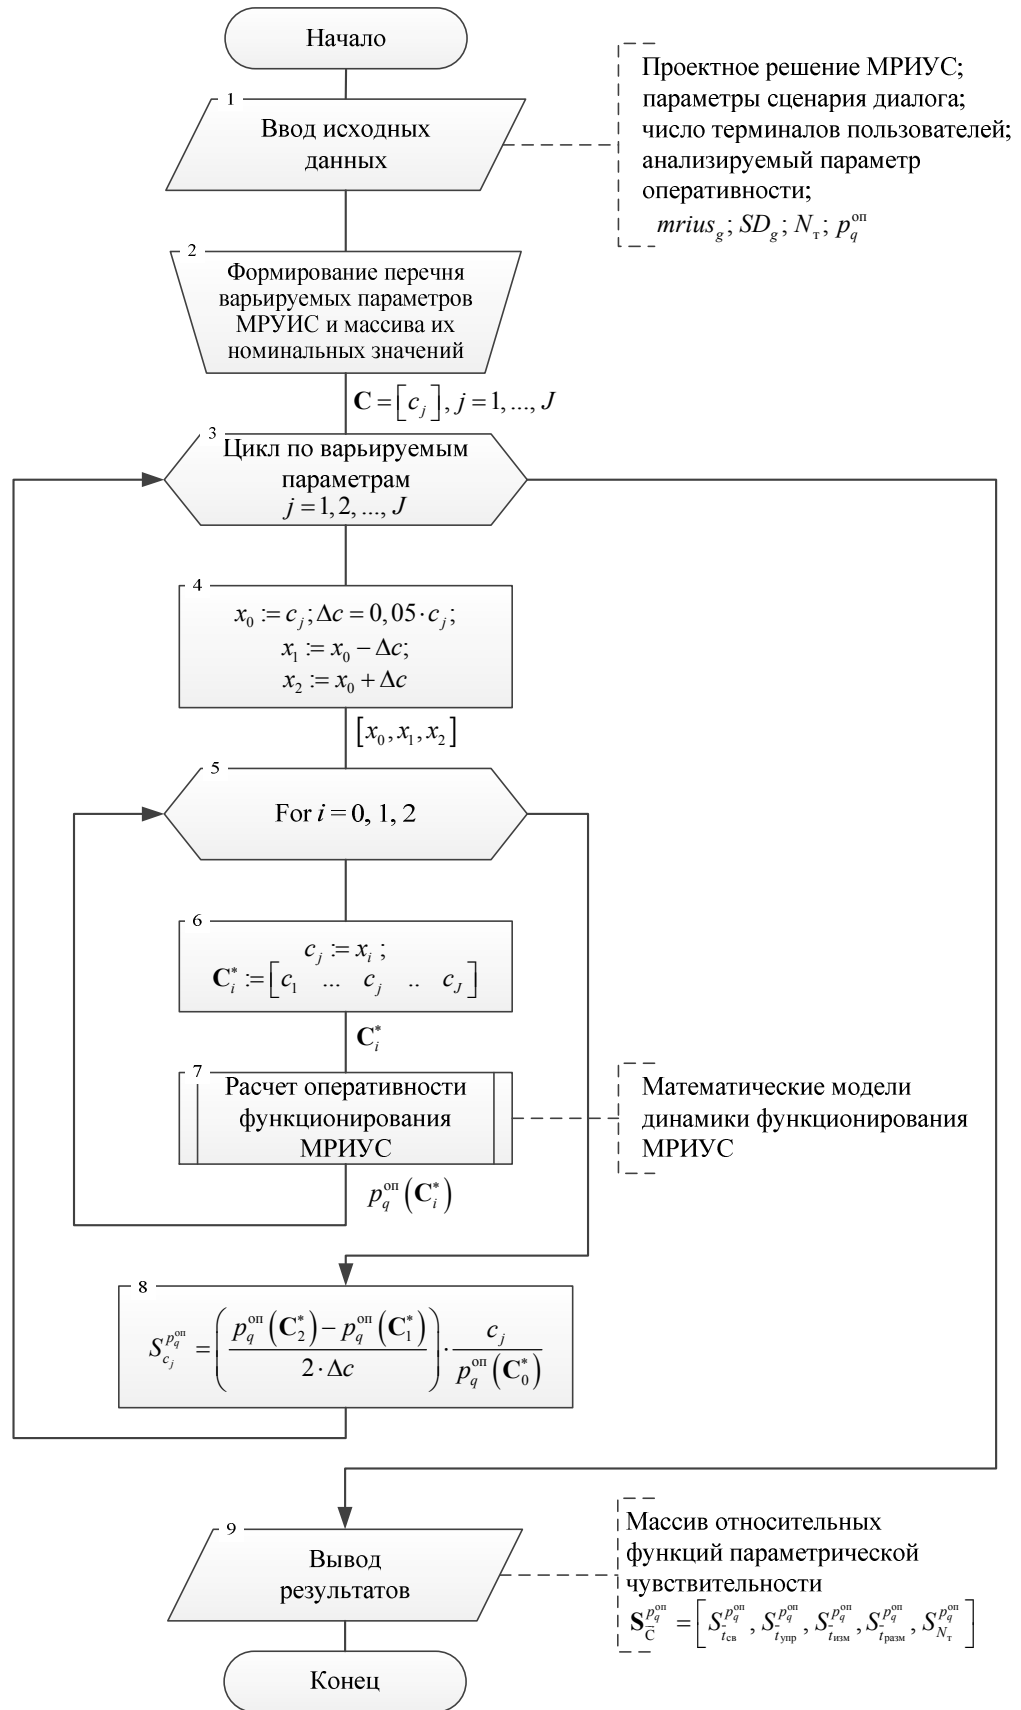 Начало
1
Ввод исходных
данных
Проектное решение МРИУС;
параметры сценария диалога;
число терминалов пользователей;
анализируемый параметр
оперативности;
mrius_g; SD_g; N_т; p_q^оп
2
Формирование перечня
варьируемых параметров
МРУИС и массива их
номинальных значений
C = [c_j], j = 1, ..., J
3
Цикл по варьируемым
параметрам
j = 1, 2, ..., J
4
x_0 := c_j; Δc = 0,05·c_j;
x_1 := x_0 − Δc;
x_2 := x_0 + Δc
[x_0, x_1, x_2]
5
For i = 0, 1, 2
6
c_j := x_i ;
C_i^* := [c_1 ... c_j .. c_J]
C_i^*
7
Расчет оперативности
функционирования
МРИУС
Математические модели
динамики функционирования
МРИУС
p_q^оп (C_i^*)
8
S_{c_j}^{p_q^оп} = ( (p_q^оп (C_2^*) − p_q^оп (C_1^*)) / (2·Δc) ) · c_j / p_q^оп (C_0^*)
9
Вывод
результатов
Массив относительных
функций параметрической
чувствительности
S_{C̅}^{p_q^оп} = [S_{t̅_св}^{p_q^оп}, S_{t̅_упр}^{p_q^оп}, S_{t̅_изм}^{p_q^оп}, S_{t̅_разм}^{p_q^оп}, S_{N_т}^{p_q^оп}]
Конец